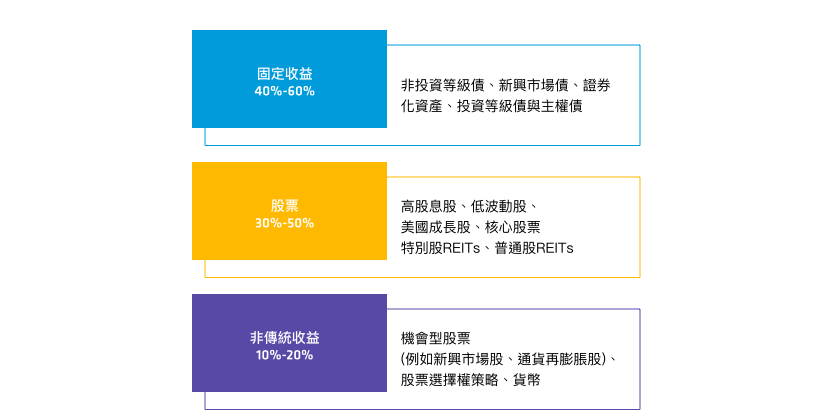 固定收益
40%-60%
非投資等級債、新興市場債、證券
化資產、投資等級債與主權債
股票
30%-50%
高股息股、低波動股、
美國成長股、核心股票
特別股REITs、普通股REITs
非傳統收益
10%-20%
機會型股票
(例如新興市場股、通貨再膨脹股)、
股票選擇權策略、貨幣